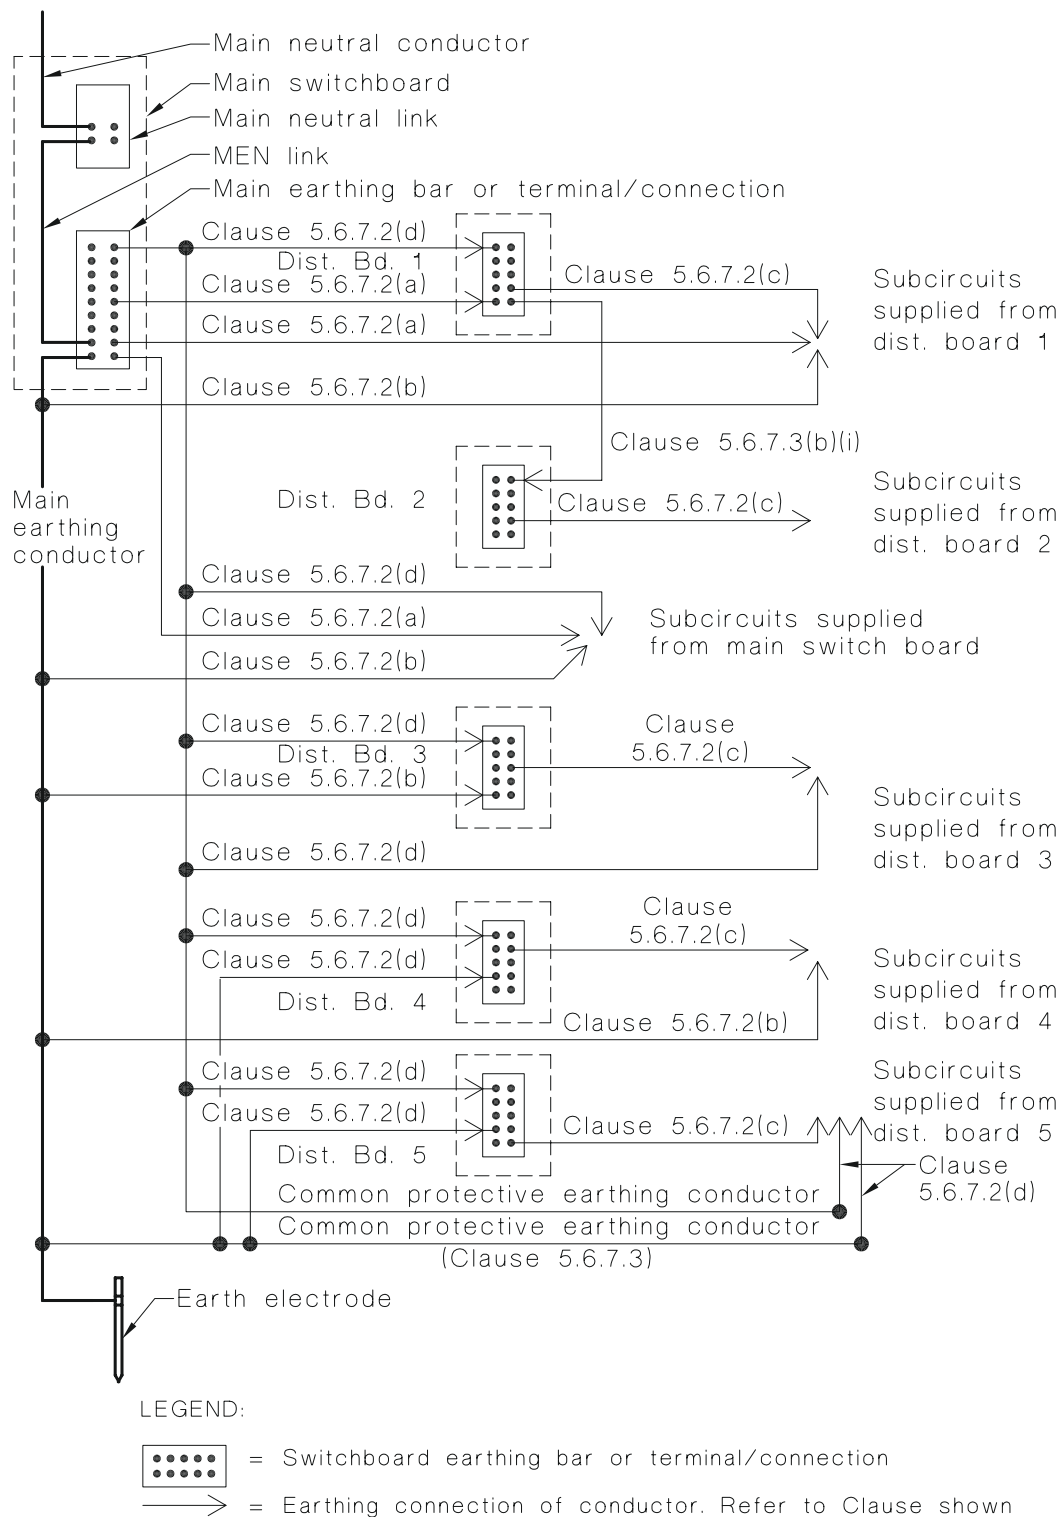 Main neutral conductor
Main switchboard
Main neutral link
MEN link
Main earthing bar or terminal/connection
Clause 5.6.7.2(d)
Dist. Bd. 1
Clause 5.6.7.2(a)
Clause 5.6.7.2(c)
Subcircuits
supplied from
dist. board 1
Clause 5.6.7.2(a)
Clause 5.6.7.2(b)
Clause 5.6.7.3(b)(i)
Main
earthing
conductor
Dist. Bd. 2
Clause 5.6.7.2(c)
Subcircuits
supplied from
dist. board 2
Clause 5.6.7.2(d)
Clause 5.6.7.2(a)
Clause 5.6.7.2(b)
Subcircuits supplied
from main switch board
Clause 5.6.7.2(d)
Dist. Bd. 3
Clause 5.6.7.2(b)
Clause
5.6.7.2(c)
Subcircuits
supplied from
dist. board 3
Clause 5.6.7.2(d)
Clause 5.6.7.2(d)
Clause 5.6.7.2(d)
Dist. Bd. 4
Clause
5.6.7.2(c)
Subcircuits
supplied from
dist. board 4
Clause 5.6.7.2(b)
Clause 5.6.7.2(d)
Clause 5.6.7.2(d)
Dist. Bd. 5
Clause 5.6.7.2(c)
Subcircuits
supplied from
dist. board 5
Clause
5.6.7.2(d)
Common protective earthing conductor
Common protective earthing conductor
(Clause 5.6.7.3)
Earth electrode
LEGEND:
= Switchboard earthing bar or terminal/connection
= Earthing connection of conductor. Refer to Clause shown